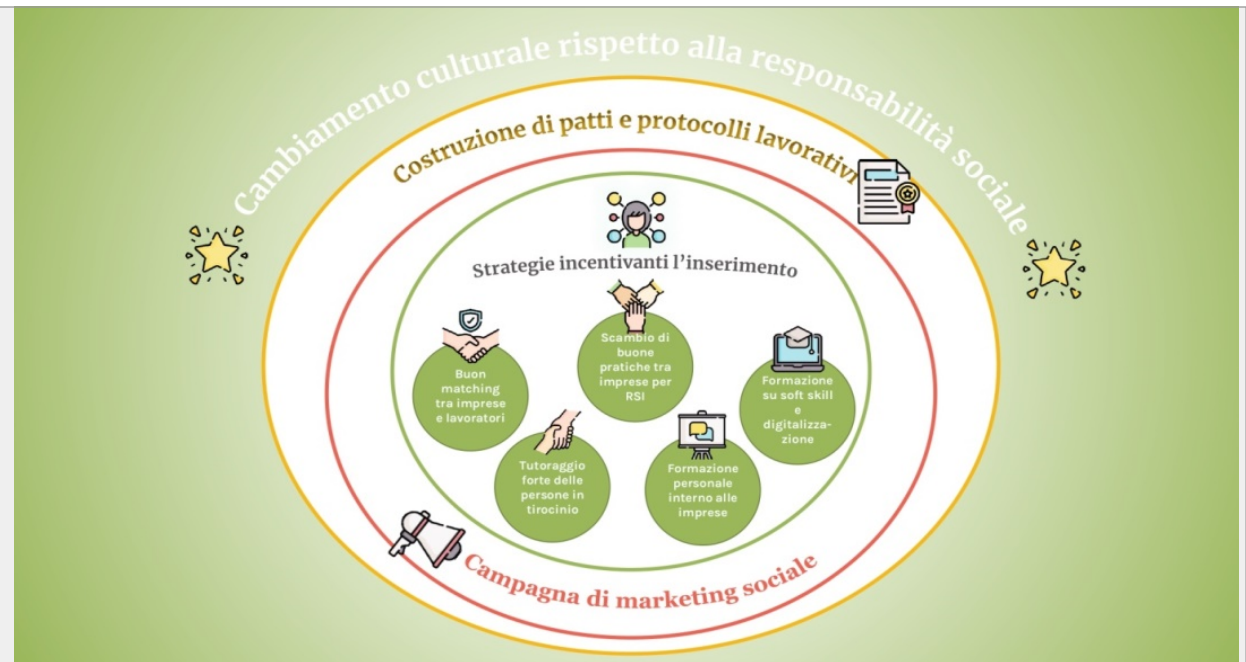 Cambiamento culturale rispetto alla responsabilità sociale
Costruzione di patti e protocolli lavorativi
Strategie incentivanti l'inserimento
Buon
matching
tra imprese
e lavoratori
Scambio di
buone
pratiche tra
imprese per
RSI
Formazione
su soft skill
e
digitalizza-
zione
Tutoraggio
forte delle
persone in
tirocinio
Formazione
personale
interno alle
imprese
Campagna di marketing sociale